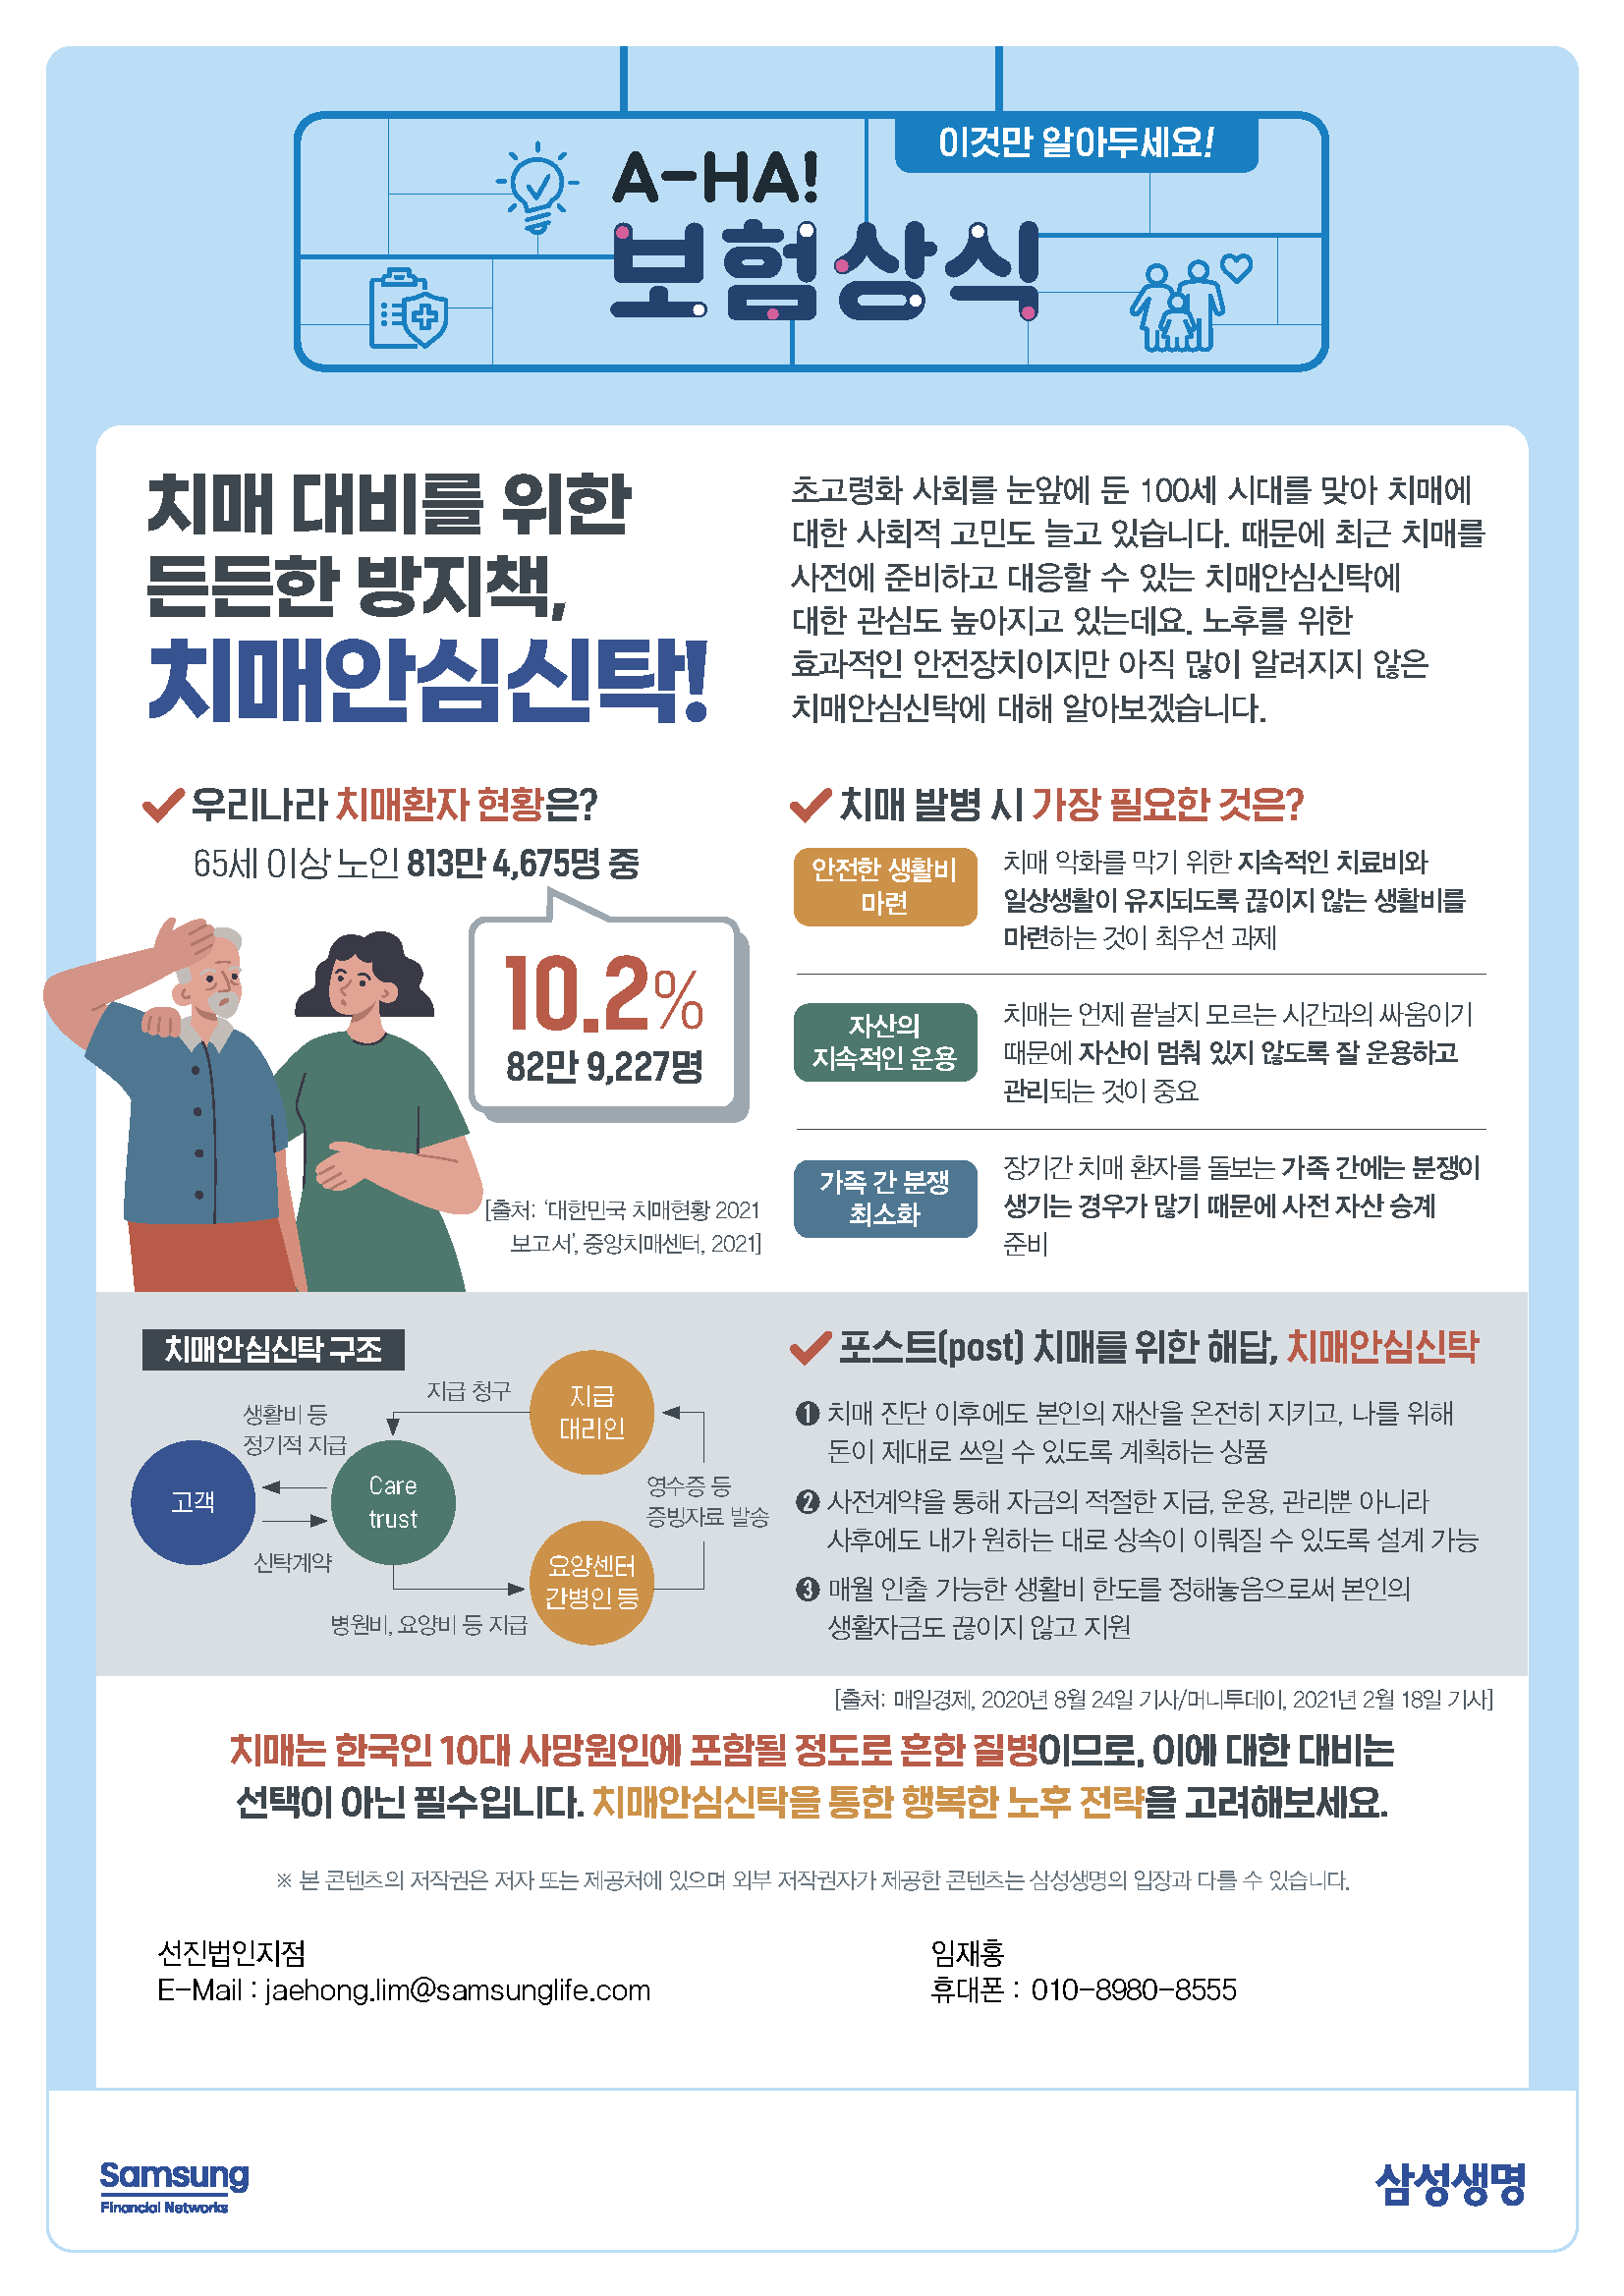 이것만 알아두세요!
A-HA!
보험상식
치매 대비를 위한
든든한 방지책,
치매안심신탁!
초고령화 사회를 눈앞에 둔 100세 시대를 맞아 치매에
대한 사회적 고민도 늘고 있습니다. 때문에 최근 치매를
사전에 준비하고 대응할 수 있는 치매안심신탁에
대한 관심도 높아지고 있는데요. 노후를 위한
효과적인 안전장치이지만 아직 많이 알려지지 않은
치매안심신탁에 대해 알아보겠습니다.
우리나라 치매환자 현황은?
65세 이상 노인 813만 4,675명 중
10.2%
82만 9,227명
[출처: ‘대한민국 치매현황 2021
보고서’, 중앙치매센터, 2021]
치매 발병 시 가장 필요한 것은?
안전한 생활비
마련
치매 악화를 막기 위한 지속적인 치료비와
일상생활이 유지되도록 끊이지 않는 생활비를
마련하는 것이 최우선 과제
자산의
지속적인 운용
치매는 언제 끝날지 모르는 시간과의 싸움이기
때문에 자산이 멈춰 있지 않도록 잘 운용하고
관리되는 것이 중요
가족 간 분쟁
최소화
장기간 치매 환자를 돌보는 가족 간에는 분쟁이
생기는 경우가 많기 때문에 사전 자산 승계
준비
치매안심신탁 구조
지급 청구
지급
대리인
생활비 등
정기적 지급
고객
Care
trust
영수증 등
증빙자료 발송
신탁계약
요양센터
간병인 등
병원비, 요양비 등 지급
포스트(post) 치매를 위한 해답, 치매안심신탁
❶ 치매 진단 이후에도 본인의 재산을 온전히 지키고, 나를 위해
돈이 제대로 쓰일 수 있도록 계획하는 상품
❷ 사전계약을 통해 자금의 적절한 지급, 운용, 관리뿐 아니라
사후에도 내가 원하는 대로 상속이 이뤄질 수 있도록 설계 가능
❸ 매월 인출 가능한 생활비 한도를 정해놓음으로써 본인의
생활자금도 끊이지 않고 지원
[출처: 매일경제, 2020년 8월 24일 기사/머니투데이, 2021년 2월 18일 기사]
치매는 한국인 10대 사망원인에 포함될 정도로 흔한 질병이므로, 이에 대한 대비는
선택이 아닌 필수입니다. 치매안심신탁을 통한 행복한 노후 전략을 고려해보세요.
※ 본 콘텐츠의 저작권은 저자 또는 제공처에 있으며 외부 저작권자가 제공한 콘텐츠는 삼성생명의 입장과 다를 수 있습니다.
선진법인지점
E-Mail : jaehong.lim@samsunglife.com
임재홍
휴대폰 : 010-8980-8555
Samsung
Financial Networks
삼성생명